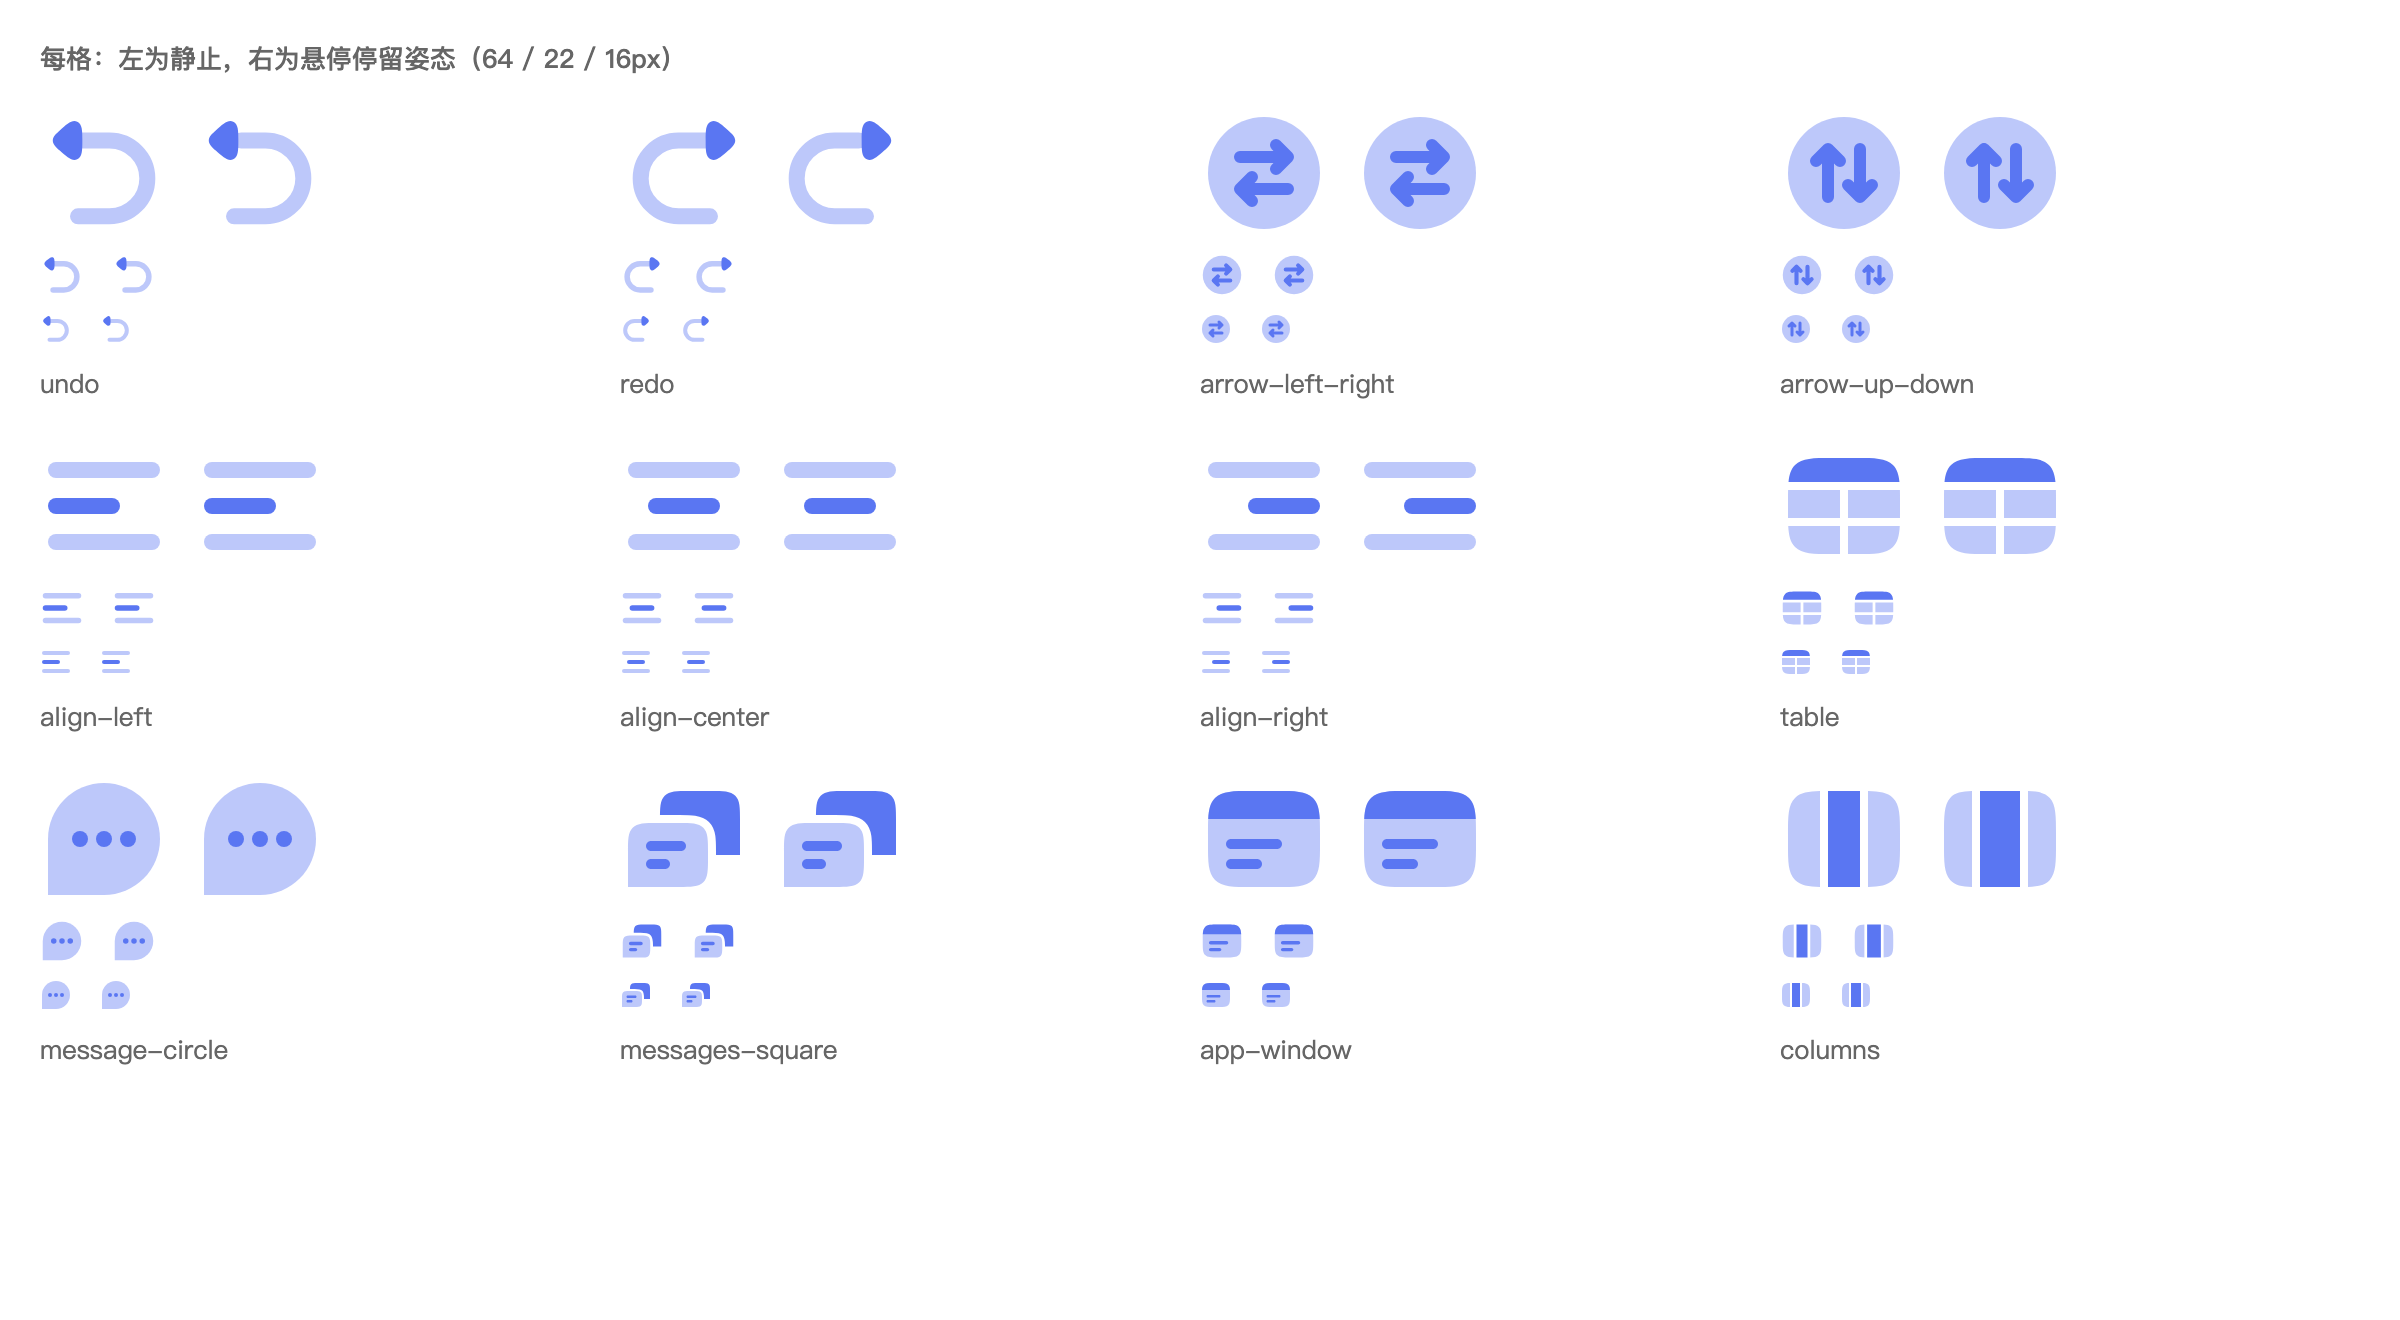 每格：左为静止，右为悬停停留姿态（64 / 22 / 16px）
undo
redo
arrow-left-right
arrow-up-down
align-left
align-center
align-right
table
message-circle
messages-square
app-window
columns